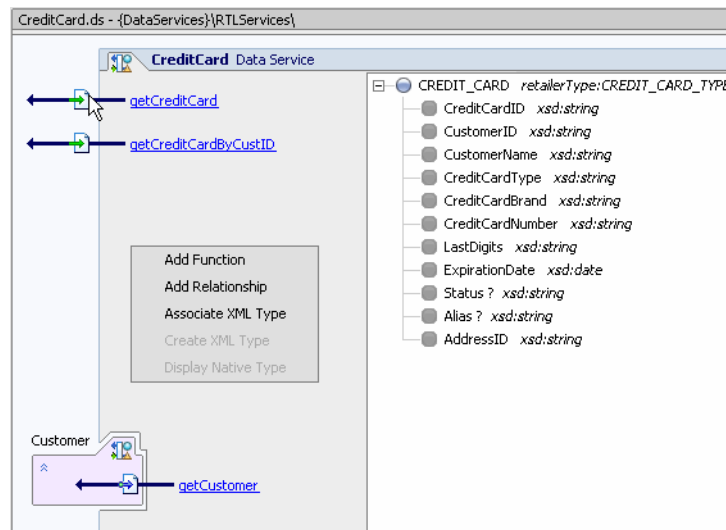 CreditCard.ds - {DataServices}\RTLServices\
CreditCard Data Service
getCreditCard
getCreditCardByCustID
Add Function
Add Relationship
Associate XML Type
Create XML Type
Display Native Type
Customer
getCustomer
CREDIT_CARD retailerType:CREDIT_CARD_TYPE
CreditCardID xsd:string
CustomerID xsd:string
CustomerName xsd:string
CreditCardType xsd:string
CreditCardBrand xsd:string
CreditCardNumber xsd:string
LastDigits xsd:string
ExpirationDate xsd:date
Status ? xsd:string
Alias ? xsd:string
AddressID xsd:string